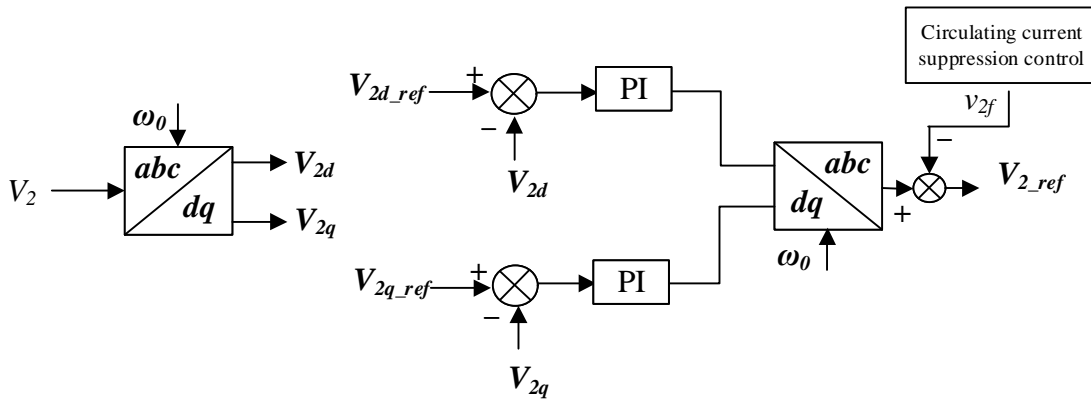 Circulating current
suppression control
V2d_ref
+
PI
v2f
−
ω0
−
V2d
abc
dq
V2
V2d
V2q
abc
dq
−
+
V2_ref
ω0
V2q_ref
+
PI
−
V2q